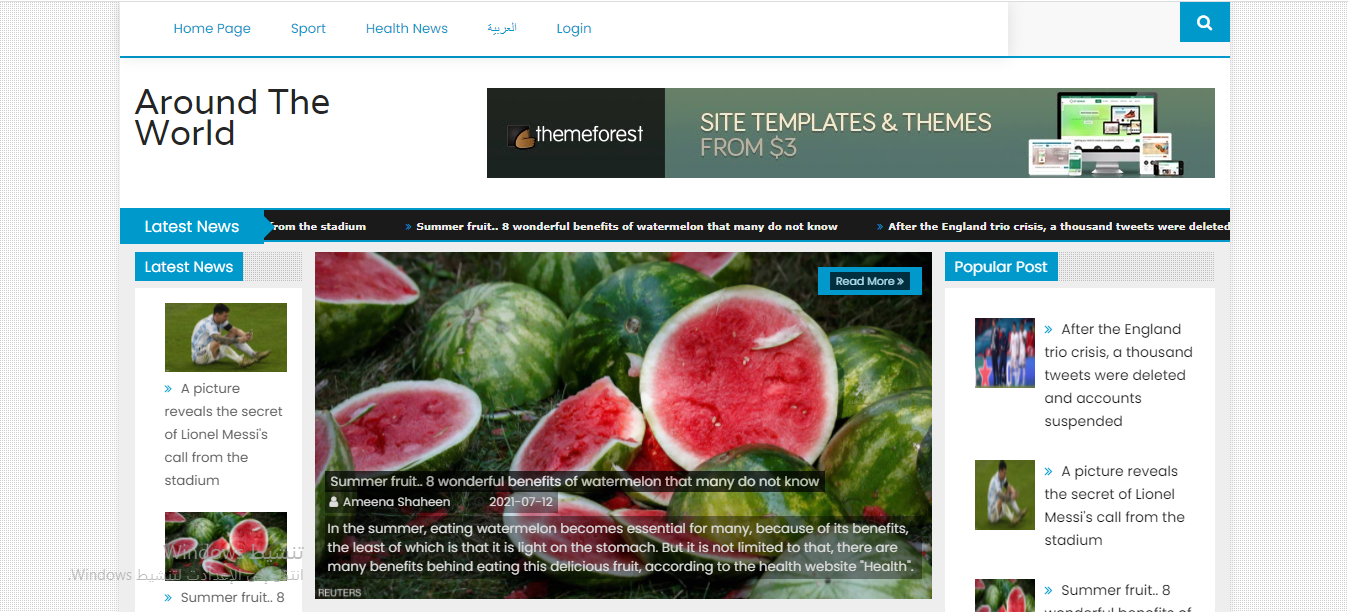 Home Page Sport Health News العربية Login
Around The
World
themeforest
SITE TEMPLATES & THEMES
FROM $3
Latest News
from the stadium » Summer fruit.. 8 wonderful benefits of watermelon that many do not know » After the England trio crisis, a thousand tweets were deleted
Latest News
» A picture
reveals the secret
of Lionel Messi's
call from the
stadium
» Summer fruit.. 8
Read More »
Summer fruit.. 8 wonderful benefits of watermelon that many do not know
Ameena Shaheen 2021-07-12
In the summer, eating watermelon becomes essential for many, because of its benefits,
the least of which is that it is light on the stomach. But it is not limited to that, there are
many benefits behind eating this delicious fruit, according to the health website "Health".
REUTERS
Popular Post
» After the England
trio crisis, a thousand
tweets were deleted
and accounts
suspended
» A picture reveals
the secret of Lionel
Messi's call from the
stadium
» Summer fruit.. 8
wonderful benefits of
تنشيط Windows
انتقل إلى الإعدادات لتنشيط Windows.